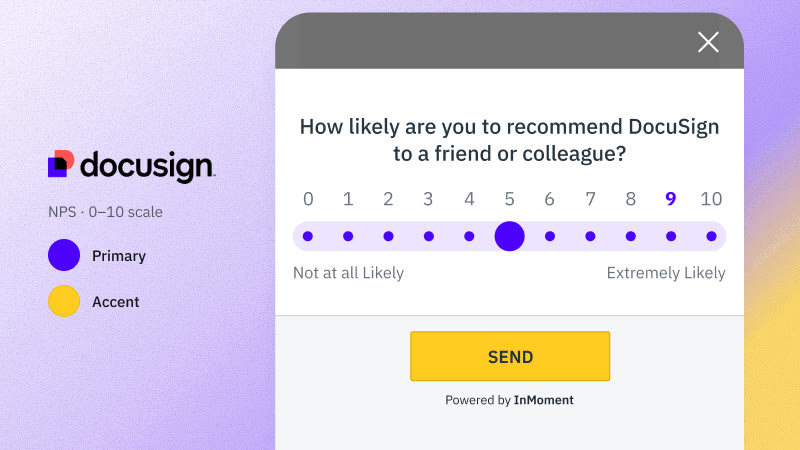 docusign
NPS · 0–10 scale
Primary
Accent
How likely are you to recommend DocuSign
to a friend or colleague?
0 1 2 3 4 5 6 7 8 9 10
Not at all Likely Extremely Likely
SEND
Powered by InMoment